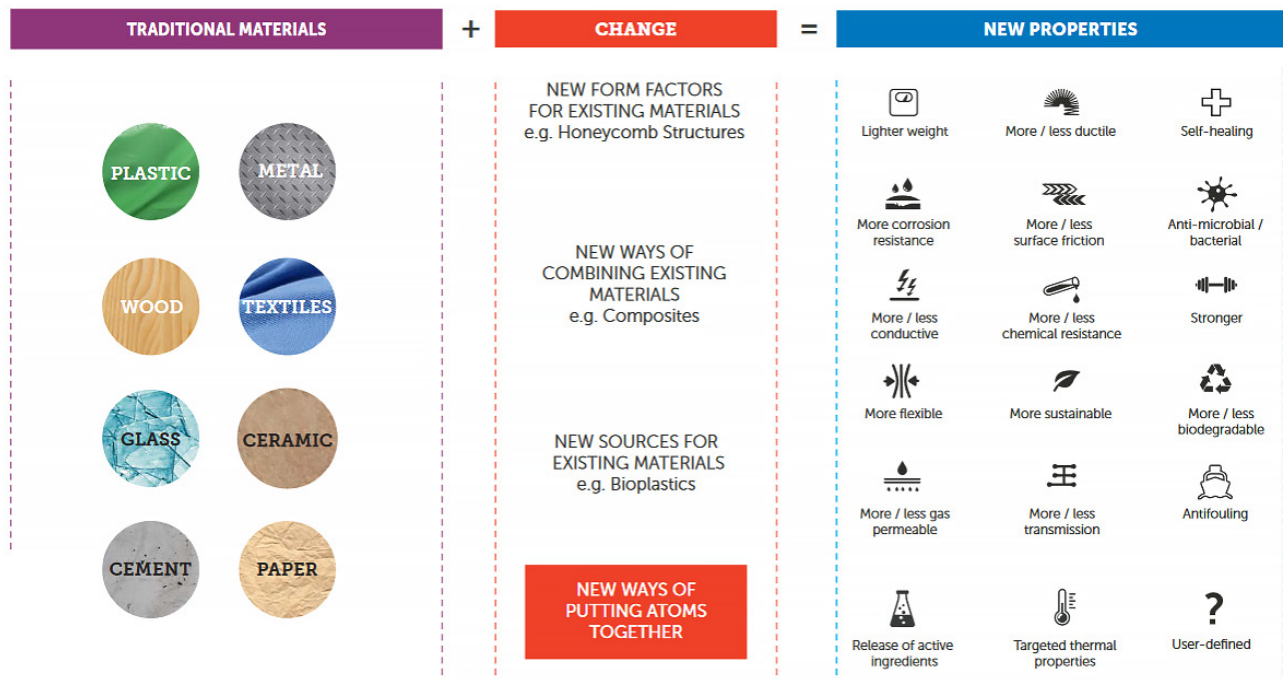 TRADITIONAL MATERIALS
+
CHANGE
=
NEW PROPERTIES
PLASTIC
METAL
WOOD
TEXTILES
GLASS
CERAMIC
CEMENT
PAPER
NEW FORM FACTORS
FOR EXISTING MATERIALS
e.g. Honeycomb Structures
NEW WAYS OF
COMBINING EXISTING
MATERIALS
e.g. Composites
NEW SOURCES FOR
EXISTING MATERIALS
e.g. Bioplastics
NEW WAYS OF
PUTTING ATOMS
TOGETHER
Lighter weight
More / less ductile
Self-healing
More corrosion
resistance
More / less
surface friction
Anti-microbial /
bacterial
More / less
conductive
More / less
chemical resistance
Stronger
More flexible
More sustainable
More / less
biodegradable
More / less gas
permeable
More / less
transmission
Antifouling
Release of active
ingredients
Targeted thermal
properties
?
User-defined